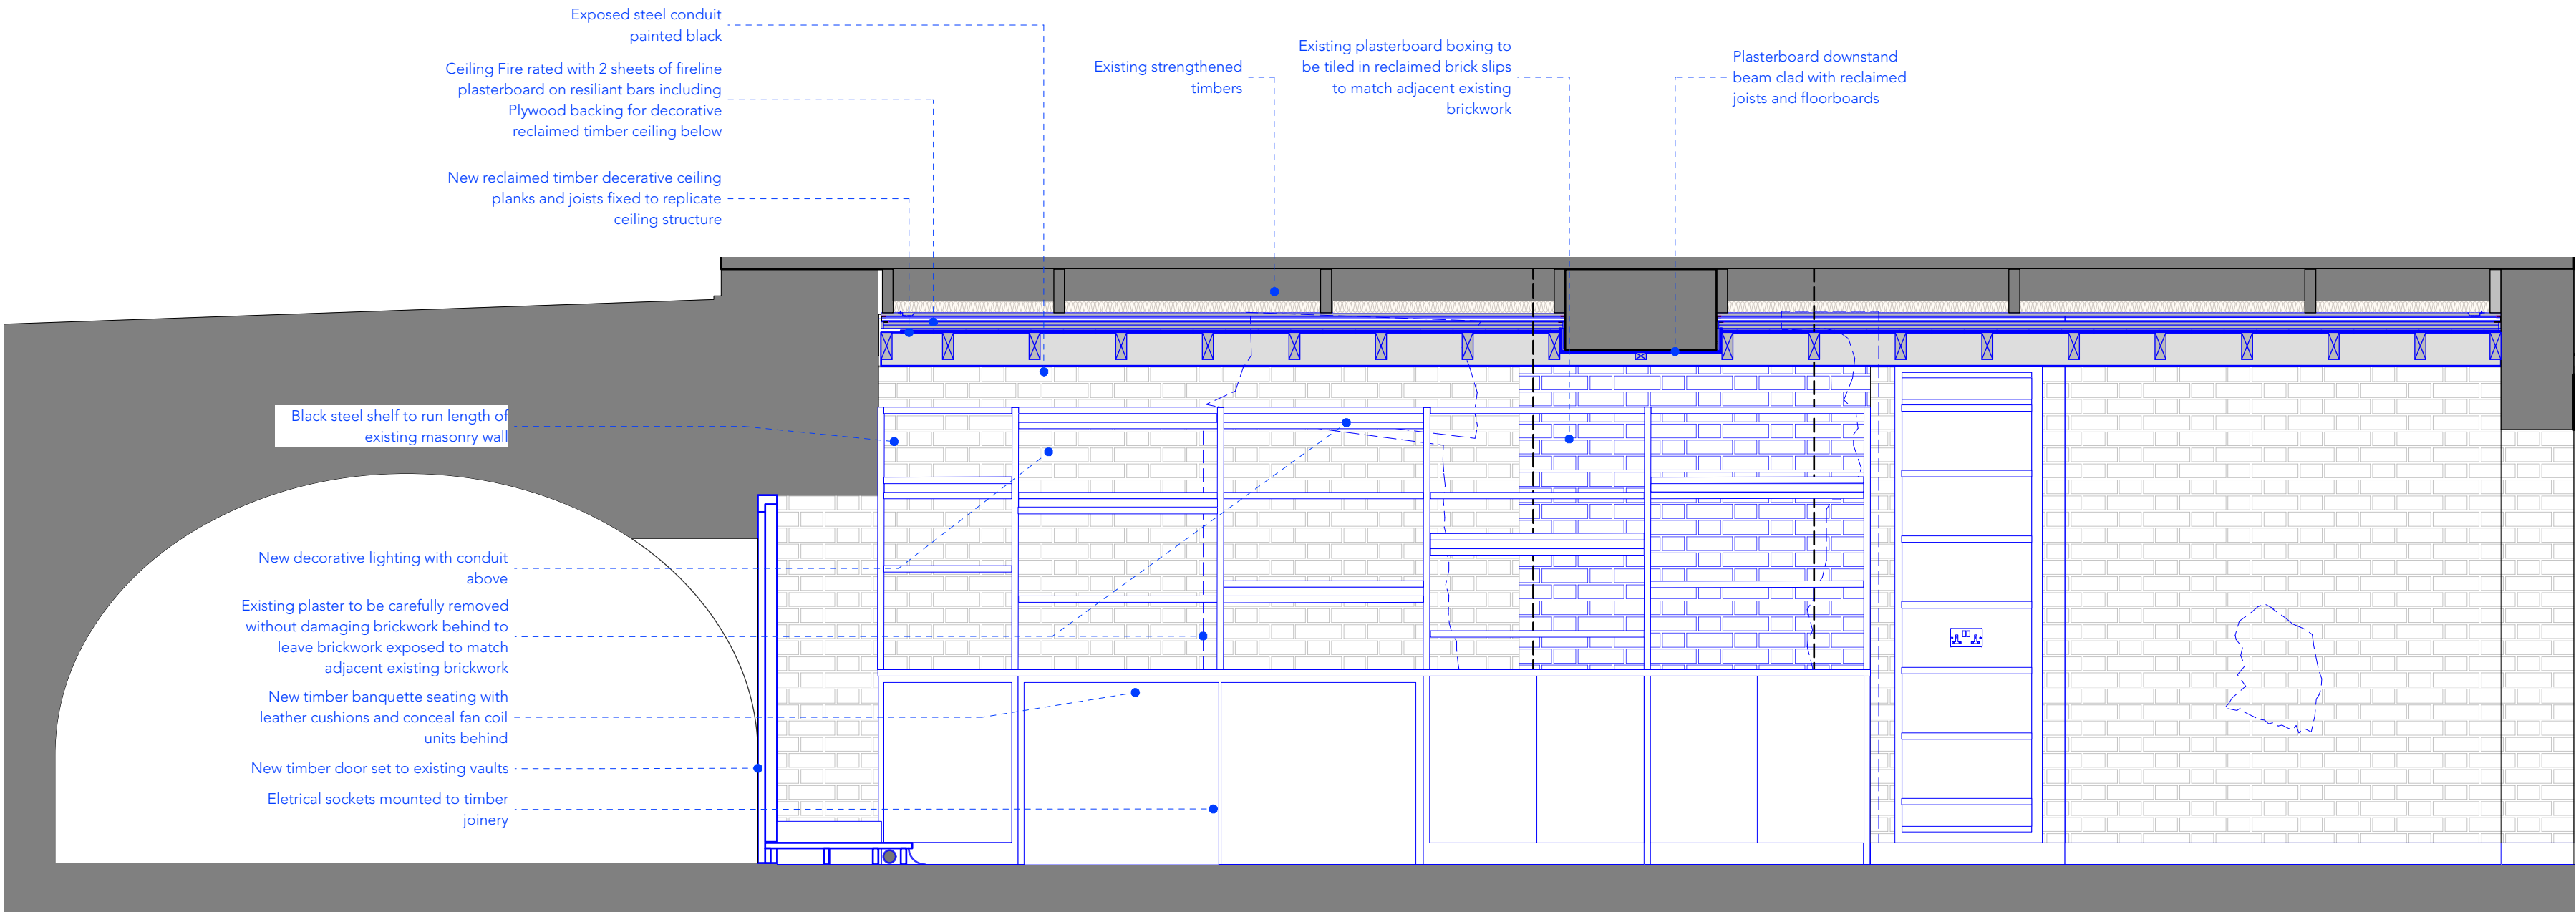 Exposed steel conduit
painted black
Ceiling Fire rated with 2 sheets of fireline
plasterboard on resiliant bars including
Plywood backing for decorative
reclaimed timber ceiling below
New reclaimed timber decorative ceiling
planks and joists fixed to replicate
ceiling structure
Existing strengthened
timbers
Existing plasterboard boxing to
be tiled in reclaimed brick slips
to match adjacent existing
brickwork
Plasterboard downstand
beam clad with reclaimed
joists and floorboards
Black steel shelf to run length of
existing masonry wall
New decorative lighting with conduit
above
Existing plaster to be carefully removed
without damaging brickwork behind to
leave brickwork exposed to match
adjacent existing brickwork
New timber banquette seating with
leather cushions and conceal fan coil
units behind
New timber door set to existing vaults
Eletrical sockets mounted to timber
joinery